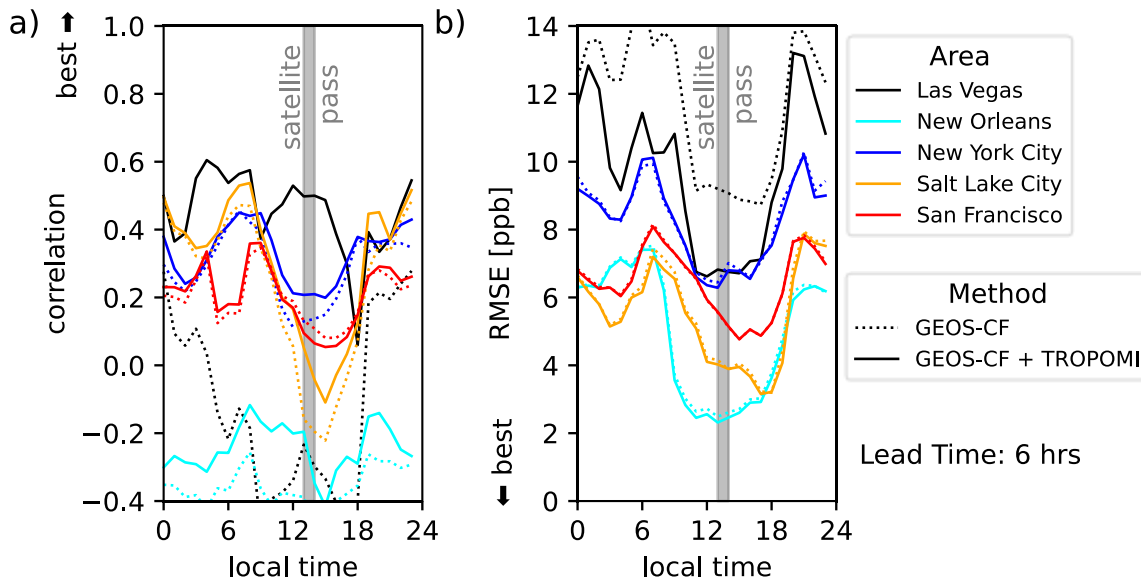 a)
best
1.0
0.8
0.6
0.4
0.2
0.0
−0.2
−0.4
correlation
satellite
pass
0
6
12
18
24
local time
b)
14
12
10
8
6
4
2
0
RMSE [ppb]
best
satellite
pass
0
6
12
18
24
local time
Area
Las Vegas
New Orleans
New York City
Salt Lake City
San Francisco
Method
GEOS-CF
GEOS-CF + TROPOMI
Lead Time: 6 hrs